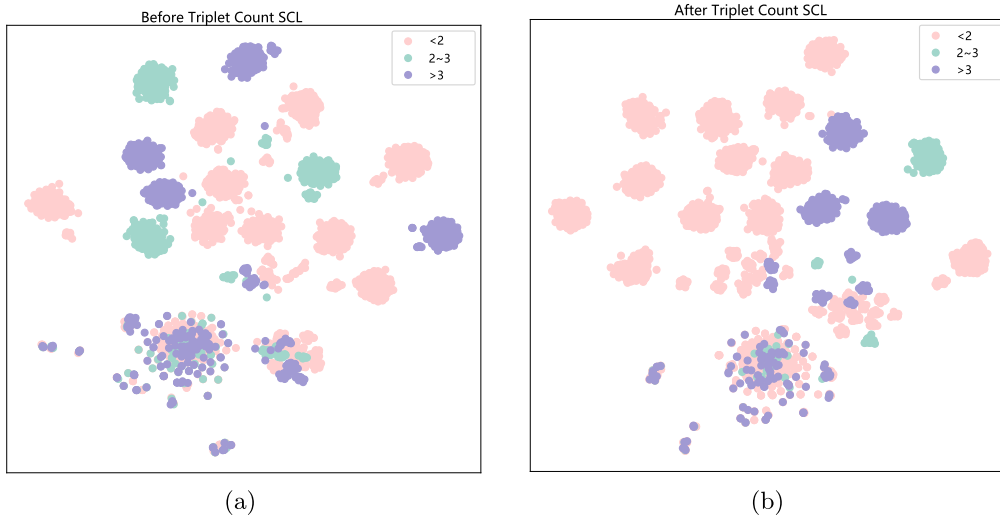 Before Triplet Count SCL
<2
2~3
>3
(a)
After Triplet Count SCL
<2
2~3
>3
(b)